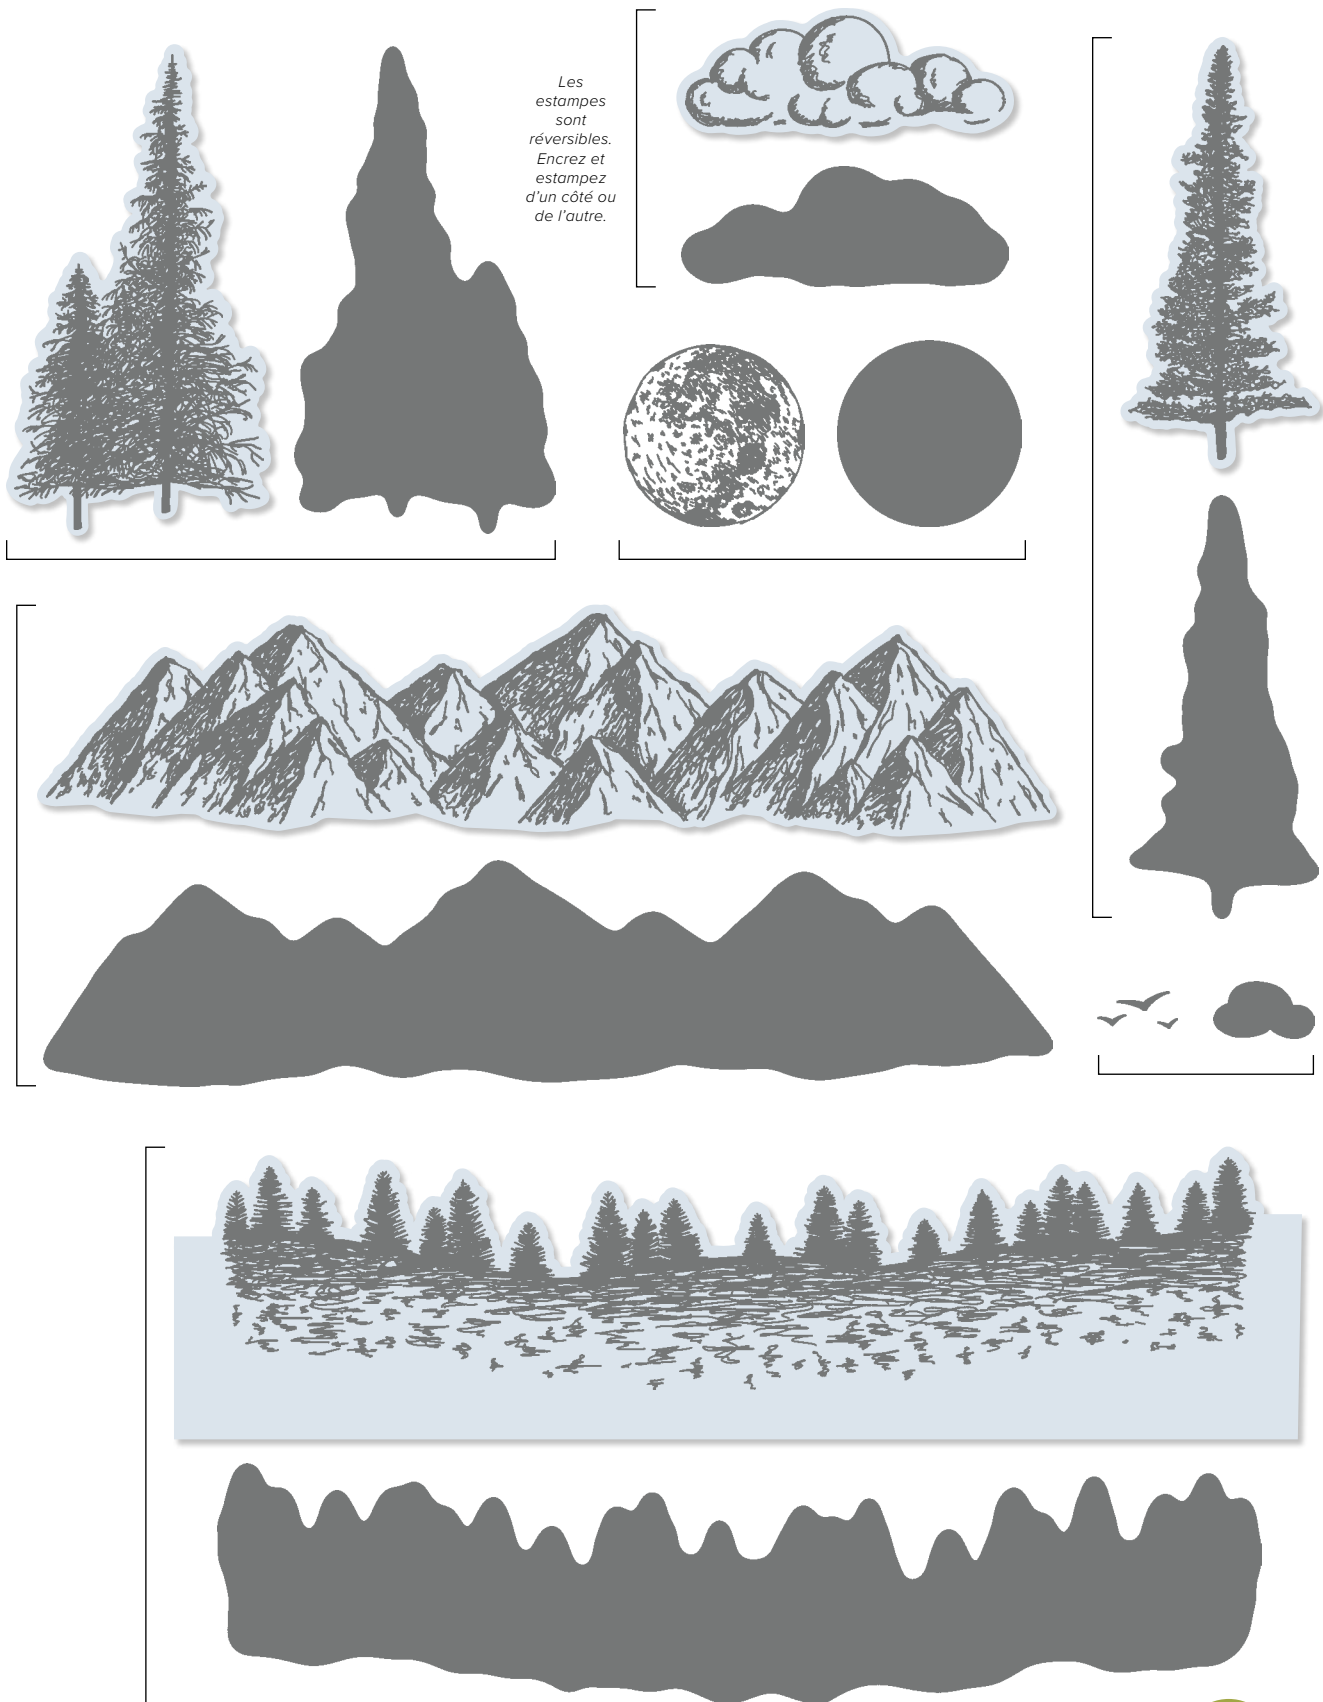 Les
estampes
sont
réversibles.
Encrez et
estampez
d’un côté ou
de l’autre.